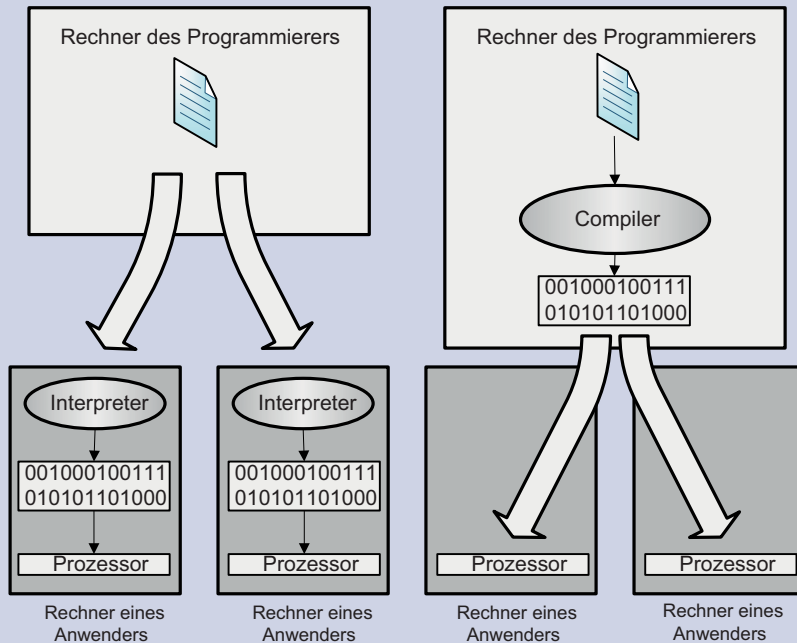 Rechner des Programmierers
Interpreter
001000100111
010101101000
Prozessor
Rechner eines
Anwenders
Interpreter
001000100111
010101101000
Prozessor
Rechner eines
Anwenders
Rechner des Programmierers
Compiler
001000100111
010101101000
Prozessor
Rechner eines
Anwenders
Prozessor
Rechner eines
Anwenders